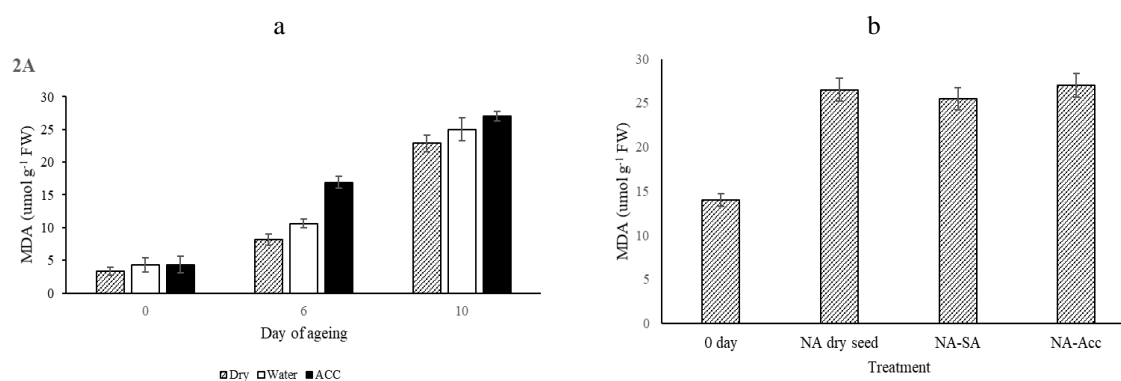 a
2A
MDA (umol g⁻¹ FW)
30
25
20
15
10
5
0
0 6 10
Day of ageing
Dry Water ACC
b
MDA (umol g⁻¹ FW)
30
25
20
15
10
5
0
0 day NA dry seed NA-SA NA-Acc
Treatment